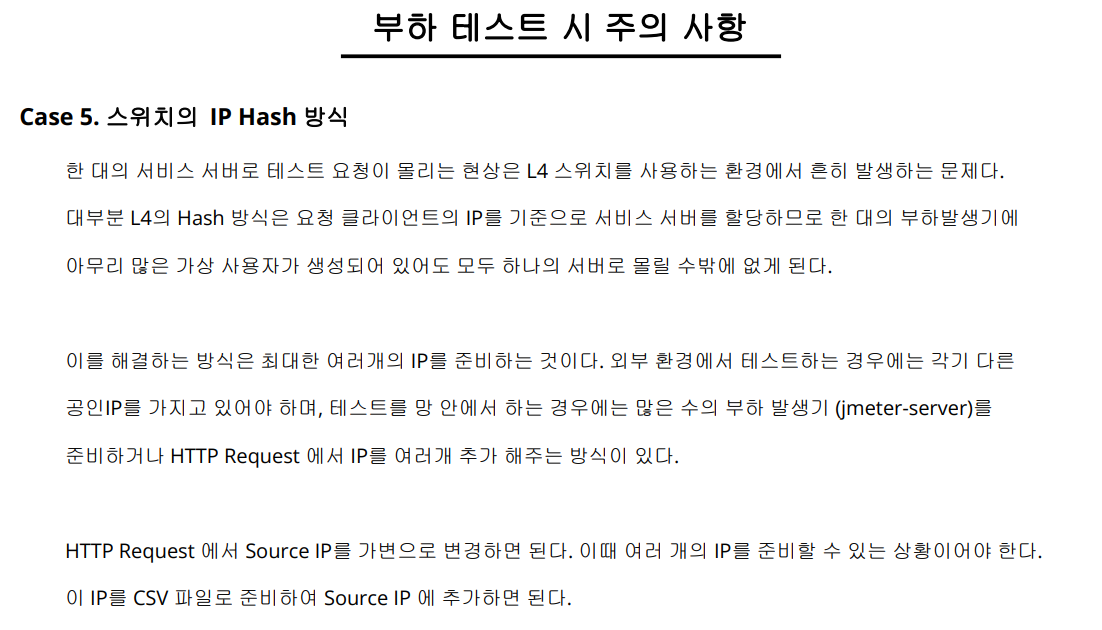 부하 테스트 시 주의 사항
Case 5. 스위치의 IP Hash 방식
한 대의 서비스 서버로 테스트 요청이 몰리는 현상은 L4 스위치를 사용하는 환경에서 흔히 발생하는 문제다.
대부분 L4의 Hash 방식은 요청 클라이언트의 IP를 기준으로 서비스 서버를 할당하므로 한 대의 부하발생기에
아무리 많은 가상 사용자가 생성되어 있어도 모두 하나의 서버로 몰릴 수밖에 없게 된다.
이를 해결하는 방식은 최대한 여러개의 IP를 준비하는 것이다. 외부 환경에서 테스트하는 경우에는 각기 다른
공인IP를 가지고 있어야 하며, 테스트를 망 안에서 하는 경우에는 많은 수의 부하 발생기 (jmeter-server)를
준비하거나 HTTP Request 에서 IP를 여러개 추가 해주는 방식이 있다.
HTTP Request 에서 Source IP를 가변으로 변경하면 된다. 이때 여러 개의 IP를 준비할 수 있는 상황이어야 한다.
이 IP를 CSV 파일로 준비하여 Source IP 에 추가하면 된다.